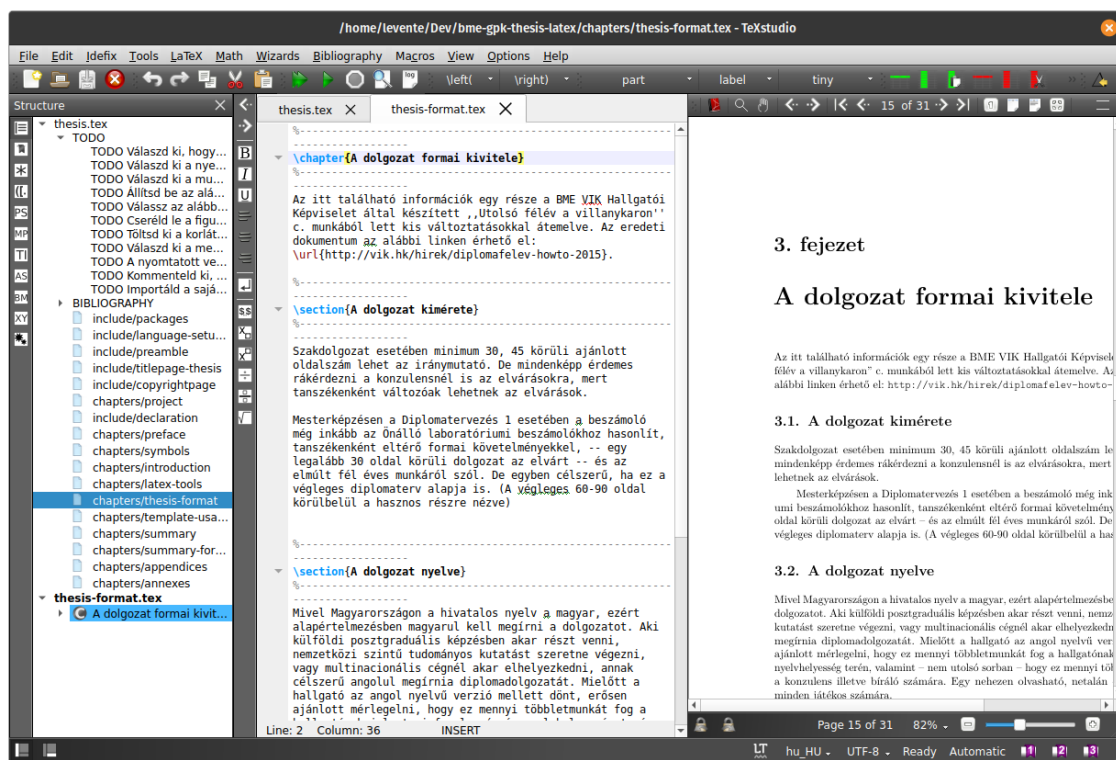 /home/levente/Dev/bme-gpk-thesis-latex/chapters/thesis-format.tex - TeXstudio
File Edit Idefix Tools LaTeX Math Wizards Bibliography Macros View Options Help
\left( \right) part label tiny
Structure
thesis.tex
TODO
TODO Válaszd ki, hogy...
TODO Válaszd ki a nye...
TODO Válaszd ki a mu...
TODO Állítsd be az alá...
TODO Válassz az alább...
TODO Cseréld le a figu...
TODO Töltsd ki a korlát...
TODO Válaszd ki a me...
TODO A nyomtatott ve...
TODO Kommenteld ki, ...
TODO Importáld a sajá...
BIBLIOGRAPHY
include/packages
include/language-setu...
include/preamble
include/titlepage-thesis
include/copyrightpage
chapters/project
include/declaration
chapters/preface
chapters/symbols
chapters/introduction
chapters/latex-tools
chapters/thesis-format
chapters/template-usa...
chapters/summary
chapters/summary-for...
chapters/appendices
chapters/annexes
thesis-format.tex
A dolgozat formai kivit...
thesis.tex
thesis-format.tex
%--------------------------------------------------------
------------------
\chapter{A dolgozat formai kivitele}
%--------------------------------------------------------
------------------
Az itt található információk egy része a BME VIK Hallgatói
Képviselet által készített ,,Utolsó félév a villanykaron''
c. munkából lett kis változtatásokkal átemelve. Az eredeti
dokumentum az alábbi linken érhető el:
\url{http://vik.hk/hirek/diplomafelev-howto-2015}.
%--------------------------------------------------------
------------------
\section{A dolgozat kimérete}
%--------------------------------------------------------
------------------
Szakdolgozat esetében minimum 30, 45 körüli ajánlott
oldalszám lehet az iránymutató. De mindenképp érdemes
rákérdezni a konzulensnél is az elvárásokra, mert
tanszékenként változóak lehetnek az elvárások.
Mesterképzésen a Diplomatervezés 1 esetében a beszámoló
még inkább az Önálló laboratóriumi beszámolókhoz hasonlít,
tanszékenként eltérő formai követelményekkel, -- egy
legalább 30 oldal körüli dolgozat az elvárt -- és az
elmúlt fél éves munkáról szól. De egyben célszerű, ha ez a
végleges diplomaterv alapja is. (A végleges 60-90 oldal
körülbelül a hasznos részre nézve)
%--------------------------------------------------------
------------------
\section{A dolgozat nyelve}
%--------------------------------------------------------
------------------
Mivel Magyarországon a hivatalos nyelv a magyar, ezért
alapértelmezésben magyarul kell megírni a dolgozatot. Aki
külföldi posztgraduális képzésben akar részt venni,
nemzetközi szintű tudományos kutatást szeretne végezni,
vagy multinacionális cégnél akar elhelyezkedni, annak
célszerű angolul megírnia diplomadolgozatát. Mielőtt a
hallgató az angol nyelvű verzió mellett dönt, erősen
ajánlott mérlegelni, hogy ez mennyi többletmunkát fog a
Line: 2 Column: 36 INSERT
15 of 31
3. fejezet
A dolgozat formai kivitele
Az itt található információk egy része a BME VIK Hallgatói Képvisel
félév a villanykaron” c. munkából lett kis változtatásokkal átemelve. Az
alábbi linken érhető el: http://vik.hk/hirek/diplomafelev-howto-
3.1. A dolgozat kimérete
Szakdolgozat esetében minimum 30, 45 körüli ajánlott oldalszám le
mindenképp érdemes rákérdezni a konzulensnél is az elvárásokra, mert
lehetnek az elvárások.
Mesterképzésen a Diplomatervezés 1 esetében a beszámoló még ink
umi beszámolókhoz hasonlít, tanszékenként eltérő formai követelmény
oldal körüli dolgozat az elvárt – és az elmúlt fél éves munkáról szól. De
végleges diplomaterv alapja is. (A végleges 60-90 oldal körülbelül a has
3.2. A dolgozat nyelve
Mivel Magyarországon a hivatalos nyelv a magyar, ezért alapértelmezésbe
dolgozatot. Aki külföldi posztgraduális képzésben akar részt venni, nemz
kutatást szeretne végezni, vagy multinacionális cégnél akar elhelyezkedn
megírnia diplomadolgozatát. Mielőtt a hallgató az angol nyelvű ver
ajánlott mérlegelni, hogy ez mennyi többletmunkát fog a hallgatónak
nyelvhelyesség terén, valamint – nem utolsó sorban – hogy ez mennyi töb
a konzulens illetve bíráló számára. Egy nehezen olvasható, netalán
minden játékos számára.
Page 15 of 31 82%
LT hu_HU UTF-8 Ready Automatic 1 2 3